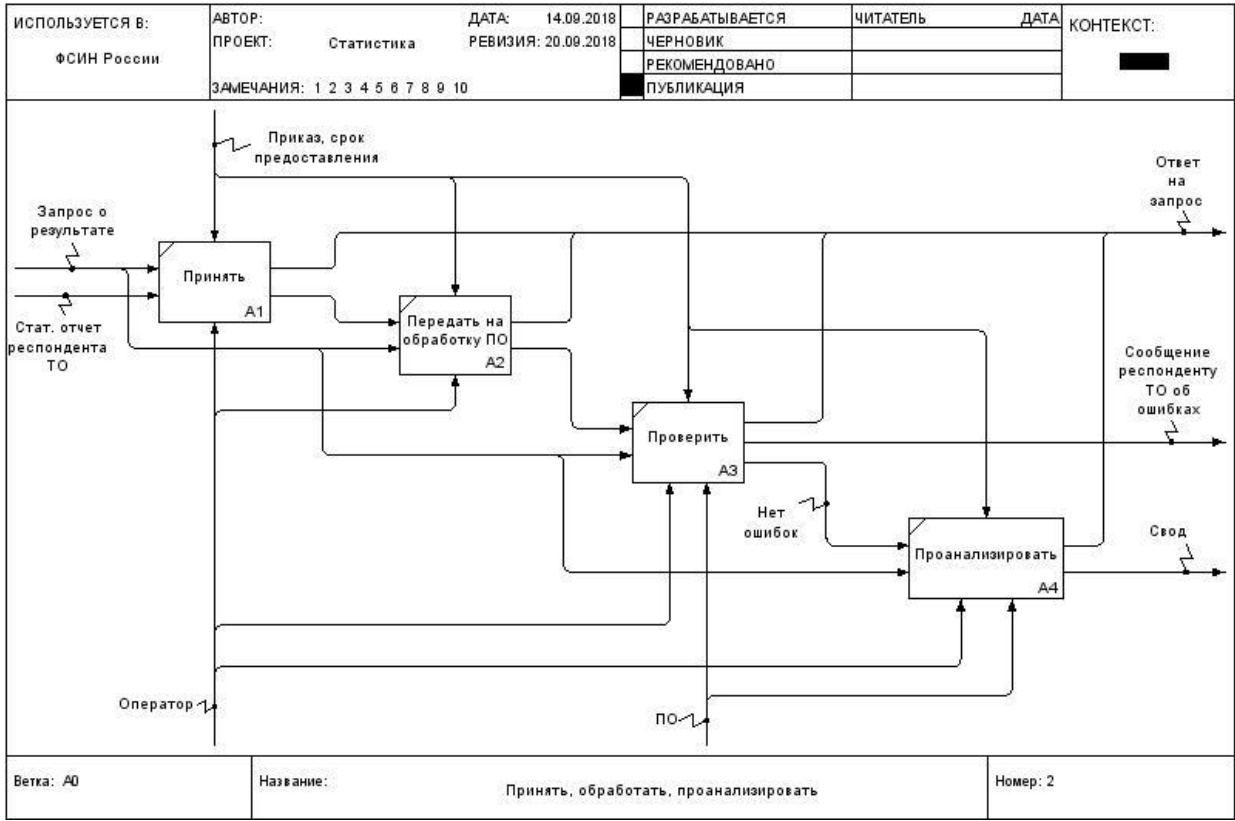 ИСПОЛЬЗУЕТСЯ В:
ФСИН России
АВТОР:
ДАТА: 14.09.2018
ПРОЕКТ: Статистика
РЕВИЗИЯ: 20.09.2018
ЗАМЕЧАНИЯ: 1 2 3 4 5 6 7 8 9 10
РАЗРАБАТЫВАЕТСЯ
ЧЕРНОВИК
РЕКОМЕНДОВАНО
ПУБЛИКАЦИЯ
ЧИТАТЕЛЬ
ДАТА
КОНТЕКСТ:
Приказ, срок
предоставления
Ответ
на
запрос
Запрос о
результате
Принять
A1
Стат. отчет
респондента
ТО
Передать на
обработку ПО
A2
Сообщение
респонденту
ТО об
ошибках
Проверить
A3
Нет
ошибок
Свод
Проанализировать
A4
Оператор
ПО
Ветка: A0
Название:
Принять, обработать, проанализировать
Номер: 2